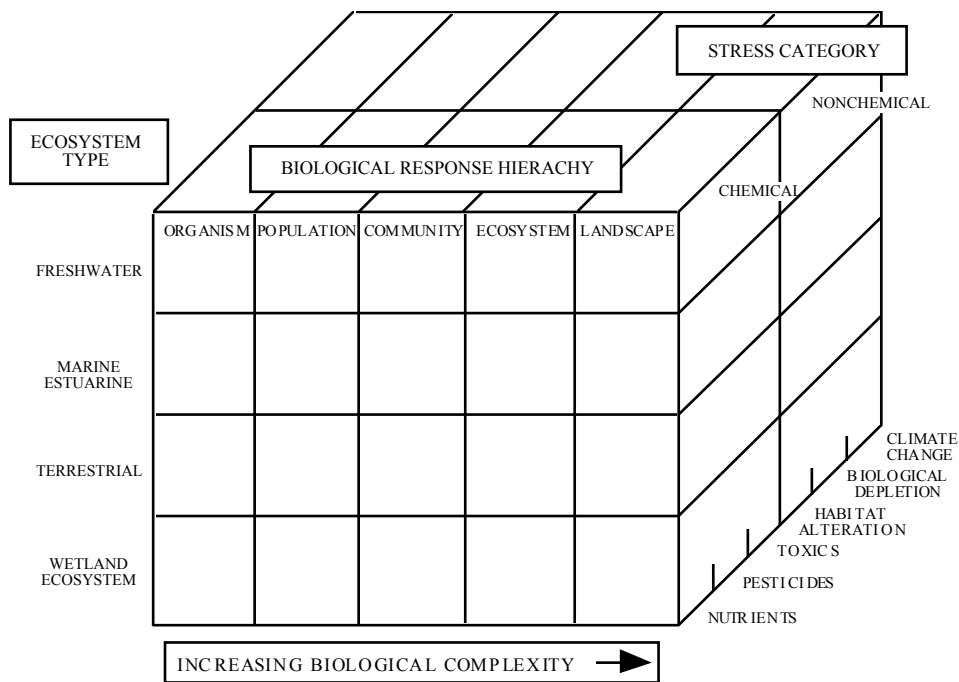 STRESS CATEGORY
NONCHEMICAL
ECOSYSTEM
TYPE
BIOLOGICAL RESPONSE HIERACHY
CHEMICAL
ORGANISM POPULATION COMMUNITY ECOSYSTEM LANDSCAPE
FRESHWATER
MARINE
ESTUARINE
TERRESTRIAL
WETLAND
ECOSYSTEM
CLIMATE
CHANGE
BIOLOGICAL
DEPLETION
HABITAT
ALTERATION
TOXICS
PESTICIDES
NUTRIENTS
INCREASING BIOLOGICAL COMPLEXITY